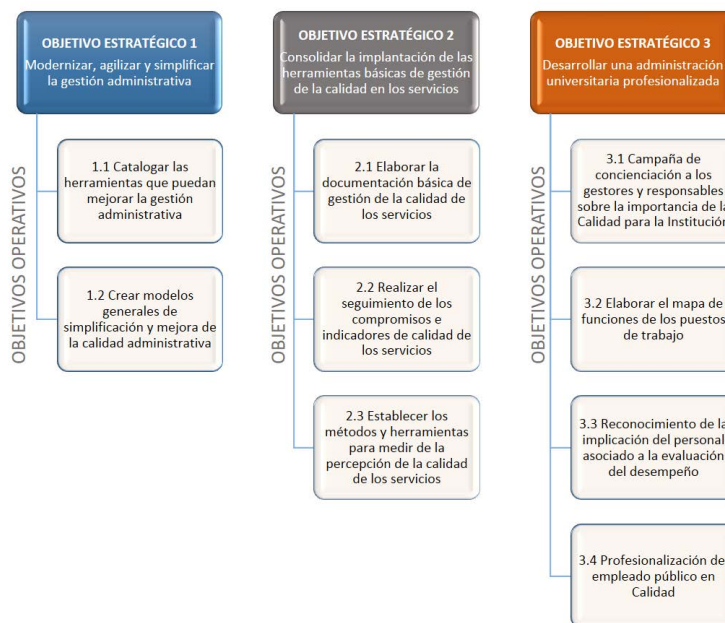 OBJETIVO ESTRATÉGICO 1
Modernizar, agilizar y simplificar
la gestión administrativa
OBJETIVOS OPERATIVOS
1.1 Catalogar las
herramientas que puedan
mejorar la gestión
administrativa
1.2 Crear modelos
generales de
simplificación y mejora de
la calidad administrativa
OBJETIVO ESTRATÉGICO 2
Consolidar la implantación de las
herramientas básicas de gestión
de la calidad en los servicios
OBJETIVOS OPERATIVOS
2.1 Elaborar la
documentación básica de
gestión de la calidad de
los servicios
2.2 Realizar el
seguimiento de los
compromisos e
indicadores de calidad de
los servicios
2.3 Establecer los
métodos y herramientas
para medir de la
percepción de la calidad
de los servicios
OBJETIVO ESTRATÉGICO 3
Desarrollar una administración
universitaria profesionalizada
OBJETIVOS OPERATIVOS
3.1 Campaña de
concienciación a los
gestores y responsables
sobre la importancia de
Calidad para la Institución
3.2 Elaborar el mapa de
funciones de los puestos
de trabajo
3.3 Reconocimiento de
implicación del personal
asociado a la evaluación
del desempeño
3.4 Profesionalización de
empleado público en
Calidad